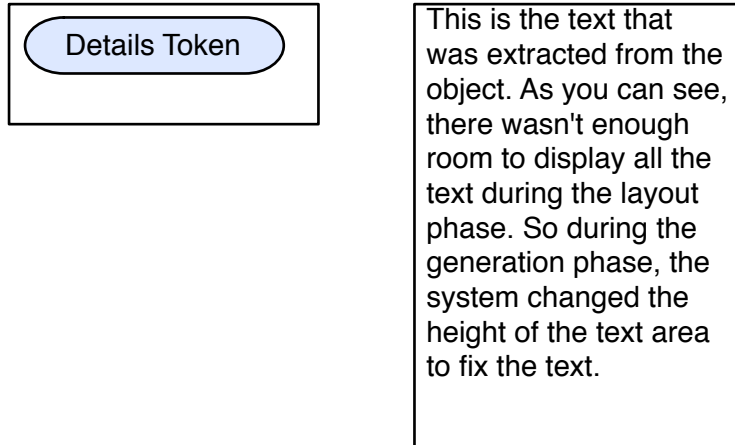 Details Token
This is the text that
was extracted from the
object. As you can see,
there wasn't enough
room to display all the
text during the layout
phase. So during the
generation phase, the
system changed the
height of the text area
to fix the text.